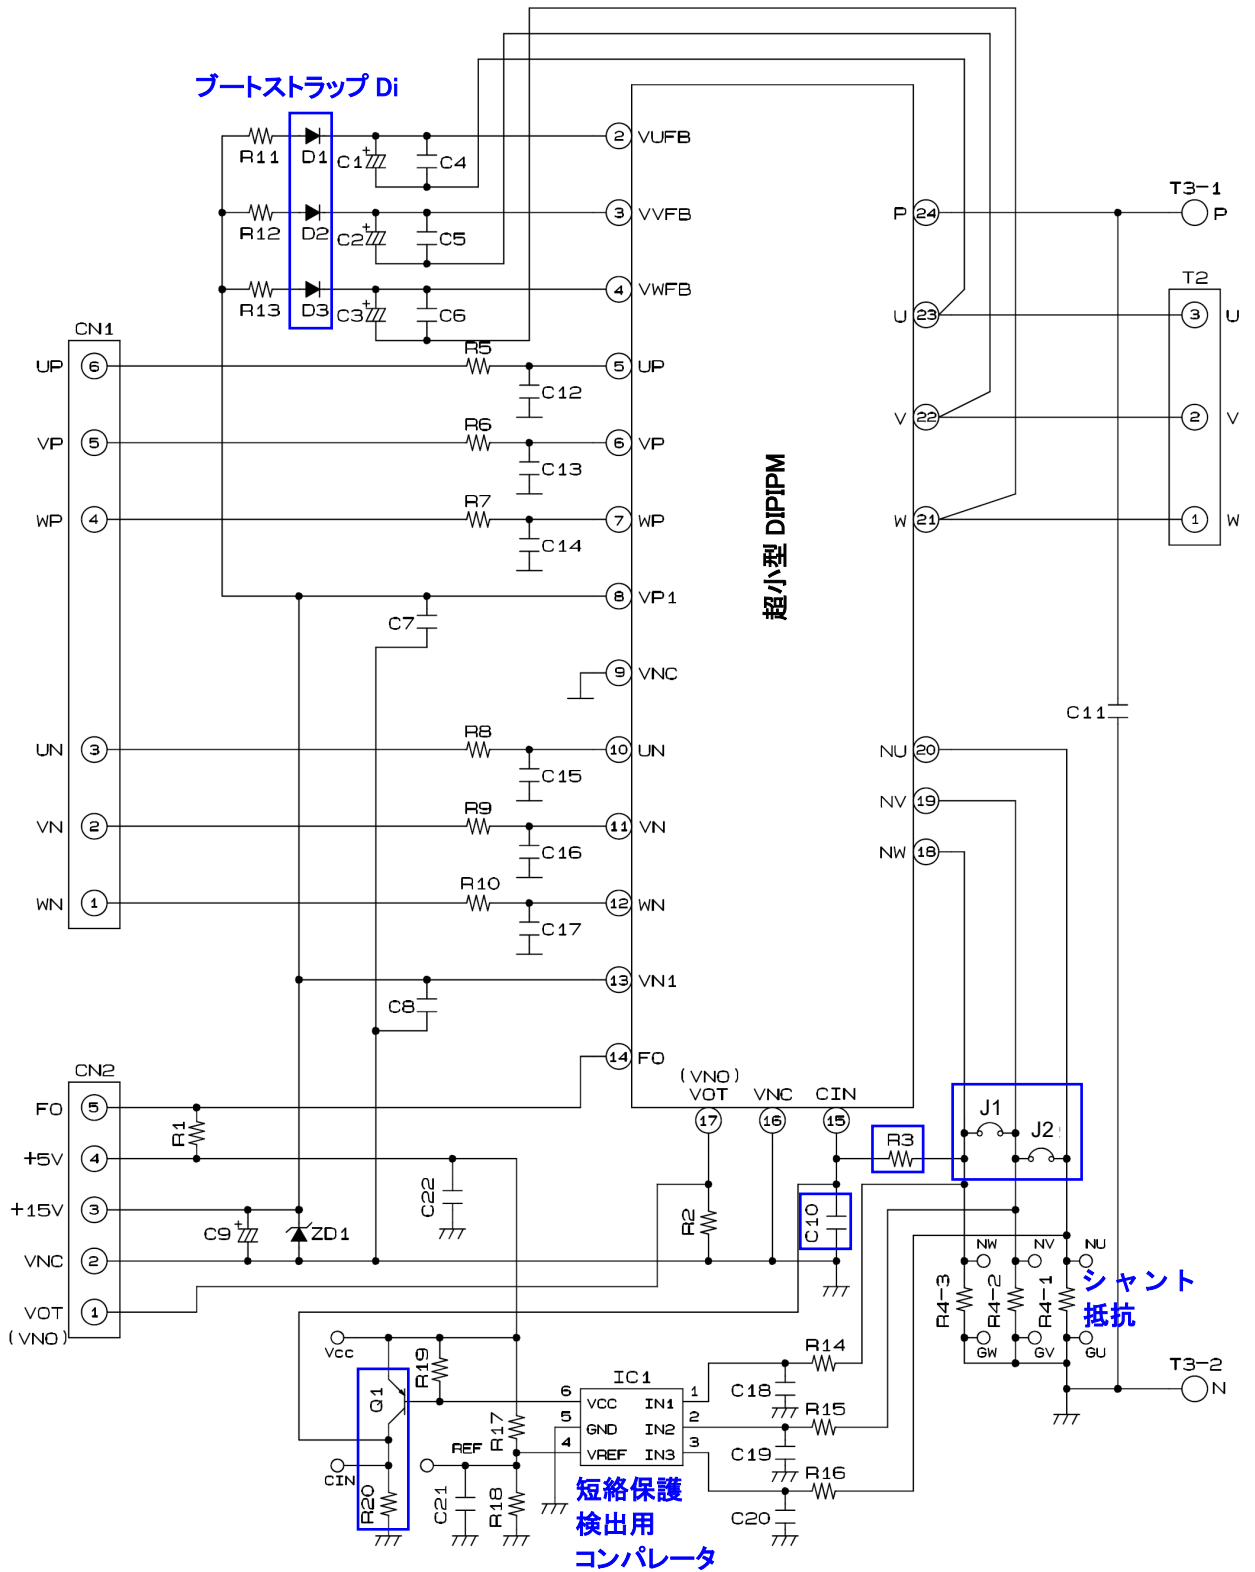 ブートストラップ Di
R11 D1 C1 + C4 2 VUFB
R12 D2 C2 + C5 3 VVFB
R13 D3 C3 + C6 4 VWFB
P 24
T3-1
P
T2
U 23 3 U
V 22 2 V
W 21 1 W
CN1
UP 6 R5 C12 5 UP
VP 5 R6 C13 6 VP
WP 4 R7 C14 7 WP
超小型 DIPIPM
C7 8 VP1
9 VNC
C11
UN 3 R8 C15 10 UN
VN 2 R9 C16 11 VN
WN 1 R10 C17 12 WN
NU 20
NV 19
NW 18
C8 13 VN1
14 FO
CN2
FO 5
+5V 4
+15V 3
VNC 2
VOT 1
(VNO)
R1
C22
C9 +
ZD1
(VNO)
VOT VNC CIN
17 16 15
R2
R3
C10
J1
J2
NW NV NU
R4-3 R4-2 R4-1
GW GV GU
シャント
抵抗
T3-2
N
Vcc
R19
Q1
CIN
R20
REF
C21
R17
R18
IC1
6 VCC IN1 1
5 GND IN2 2
4 VREF IN3 3
C18 R14
C19 R15
C20 R16
短絡保護
検出用
コンパレータ